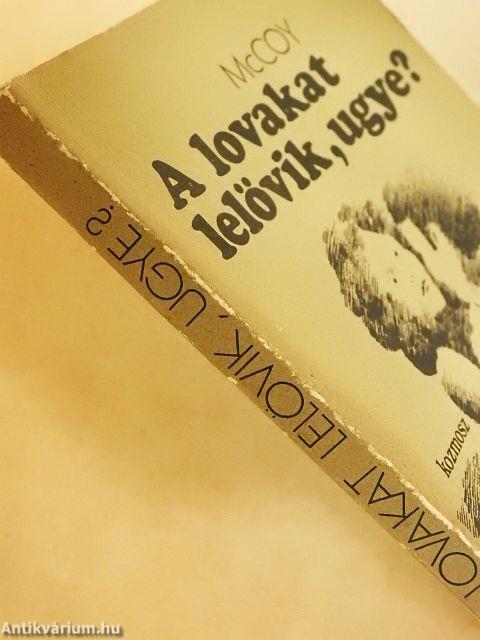 McCOY
A lovakat
lelövik, ugye?
kozmosz
LOVAKAT LELÖVIK, UGYE?
Antikvárium.hu